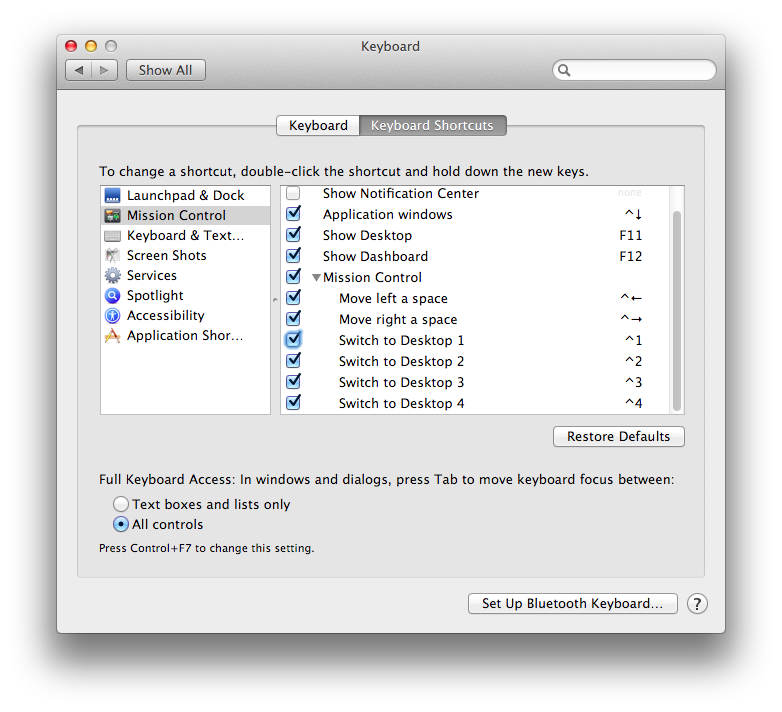 Keyboard
Show All
Keyboard Keyboard Shortcuts
To change a shortcut, double-click the shortcut and hold down the new keys.
Launchpad & Dock
Mission Control
Keyboard & Text...
Screen Shots
Services
Spotlight
Accessibility
Application Shor...
Show Notification Center none
Application windows ^↓
Show Desktop F11
Show Dashboard F12
Mission Control
Move left a space ^←
Move right a space ^→
Switch to Desktop 1 ^1
Switch to Desktop 2 ^2
Switch to Desktop 3 ^3
Switch to Desktop 4 ^4
Restore Defaults
Full Keyboard Access: In windows and dialogs, press Tab to move keyboard focus between:
Text boxes and lists only
All controls
Press Control+F7 to change this setting.
Set Up Bluetooth Keyboard... ?